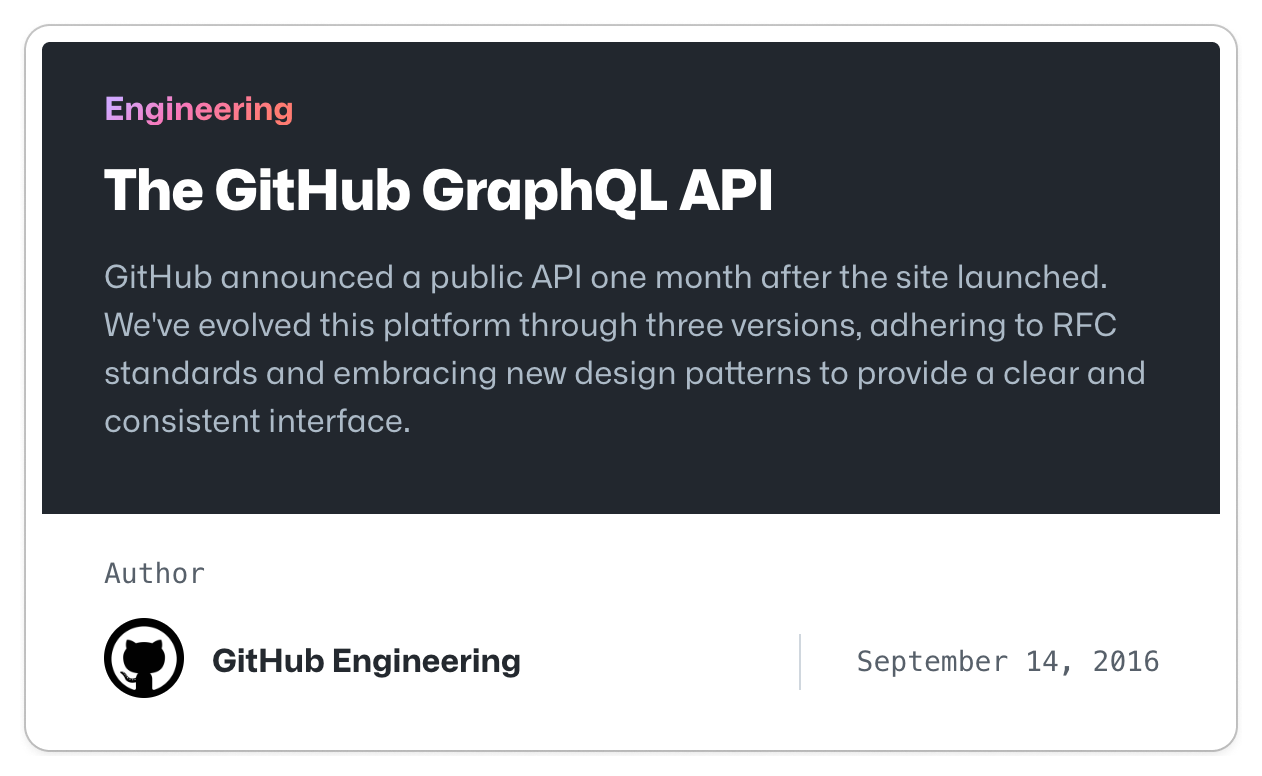 Engineering
The GitHub GraphQL API
GitHub announced a public API one month after the site launched.
We've evolved this platform through three versions, adhering to RFC
standards and embracing new design patterns to provide a clear and
consistent interface.
Author
GitHub Engineering
September 14, 2016